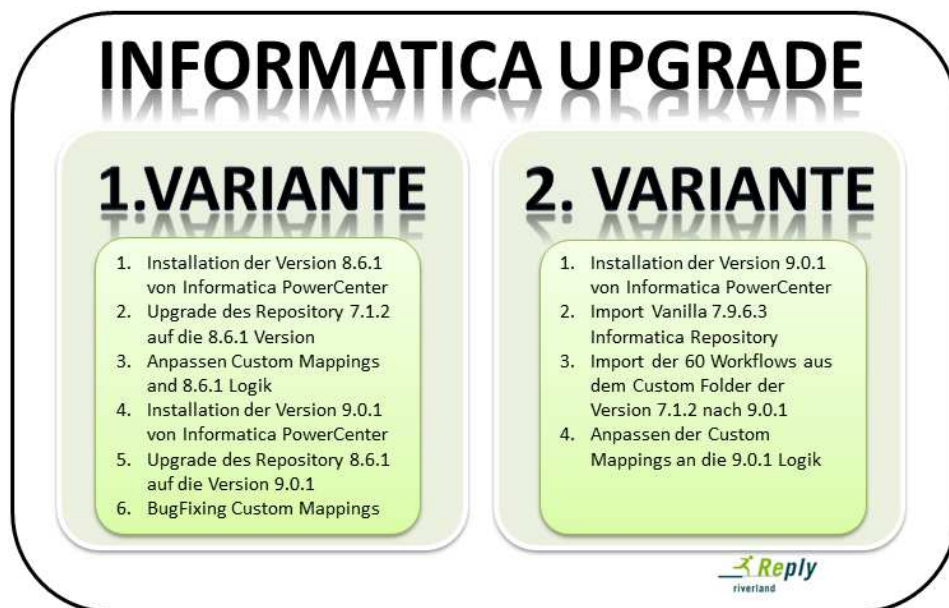 INFORMATICA UPGRADE
1.VARIANTE
1. Installation der Version 8.6.1
von Informatica PowerCenter
2. Upgrade des Repository 7.1.2
auf die 8.6.1 Version
3. Anpassen Custom Mappings
and 8.6.1 Logik
4. Installation der Version 9.0.1
von Informatica PowerCenter
5. Upgrade des Repository 8.6.1
auf die Version 9.0.1
6. BugFixing Custom Mappings
2. VARIANTE
1. Installation der Version 9.0.1
von Informatica PowerCenter
2. Import Vanilla 7.9.6.3
Informatica Repository
3. Import der 60 Workflows aus
dem Custom Folder der
Version 7.1.2 nach 9.0.1
4. Anpassen der Custom
Mappings an die 9.0.1 Logik
Reply
riverland